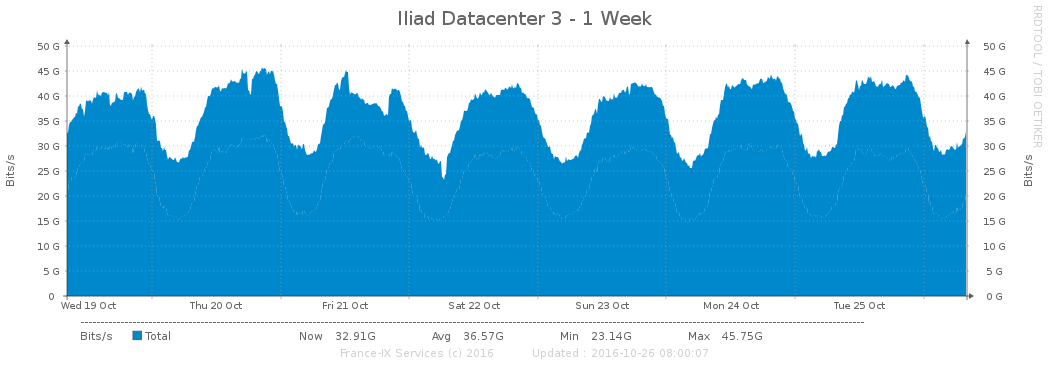 Iliad Datacenter 3 - 1 Week
RRDTOOL / TOBI OETIKER
Bits/s
50 G
45 G
40 G
35 G
30 G
25 G
20 G
15 G
10 G
5 G
0
50 G
45 G
40 G
35 G
30 G
25 G
20 G
15 G
10 G
5 G
0 G
Bits/s
Wed 19 Oct Thu 20 Oct Fri 21 Oct Sat 22 Oct Sun 23 Oct Mon 24 Oct Tue 25 Oct
Bits/s Total Now 32.91G Avg 36.57G Min 23.14G Max 45.75G
France-IX Services (c) 2016 Updated : 2016-10-26 08:00:07